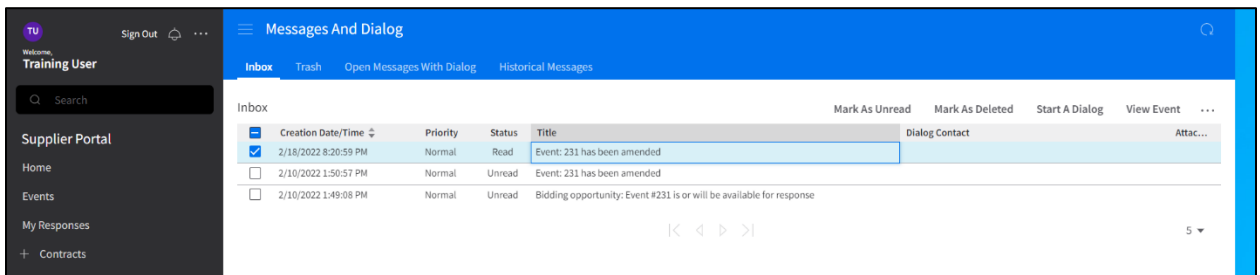 TU
Sign Out
Welcome,
Training User
Search
Supplier Portal
Home
Events
My Responses
+ Contracts
Messages And Dialog
Inbox Trash Open Messages With Dialog Historical Messages
Inbox
Mark As Unread Mark As Deleted Start A Dialog View Event ...
Creation Date/Time Priority Status Title Dialog Contact Attac...
2/18/2022 8:20:59 PM Normal Read Event: 231 has been amended
2/10/2022 1:50:57 PM Normal Unread Event: 231 has been amended
2/10/2022 1:49:08 PM Normal Unread Bidding opportunity: Event #231 is or will be available for response
5